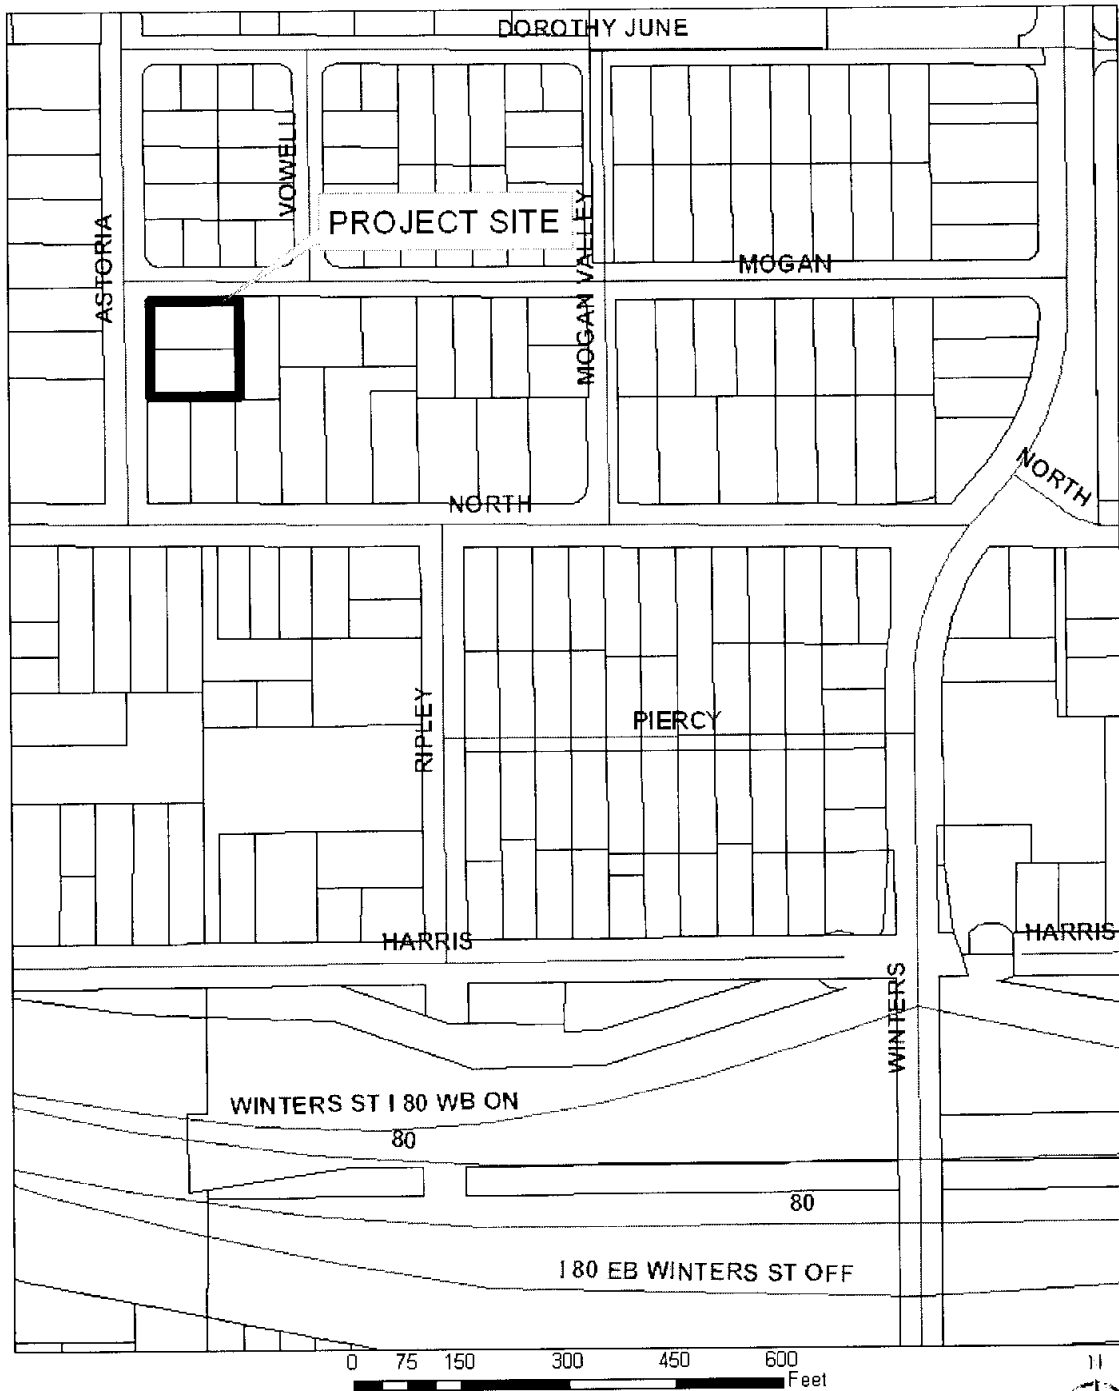 DOROTHY JUNE
VOWELL
PROJECT SITE
ASTORIA
MOGAN VALLEY
MOGAN
NORTH
NORTH
RIPLEY
PIERCY
HARRIS
HARRIS
WINTERS
WINTERS ST I 80 WB ON
80
80
I 80 EB WINTERS ST OFF
0 75 150 300 450 600
Feet